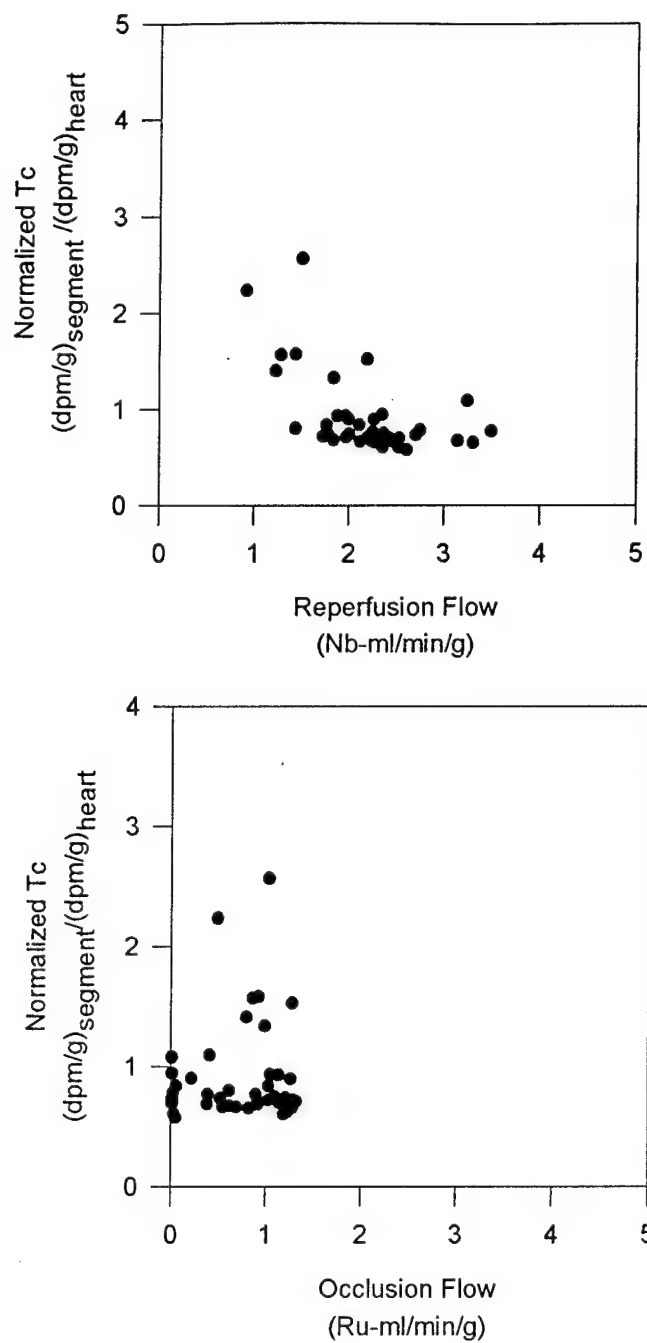 5
4
3
2
1
0
Normalized Tc
(dpm/g)segment/(dpm/g)heart
0 1 2 3 4 5
Reperfusion Flow
(Nb-ml/min/g)
4
3
2
1
0
Normalized Tc
(dpm/g)segment/(dpm/g)heart
0 1 2 3 4 5
Occlusion Flow
(Ru-ml/min/g)